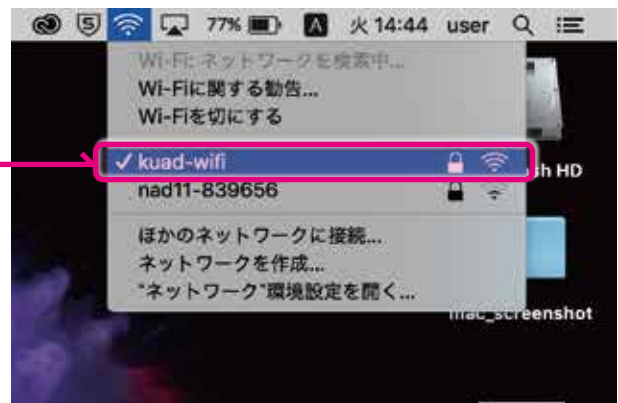 77% 火 14:44 user
Wi-Fi: ネットワークを検索中...
Wi-Fiに関する勧告...
Wi-Fiを切にする
✓ kuad-wifi
nad11-839656
ほかのネットワークに接続...
ネットワークを作成...
"ネットワーク"環境設定を開く...
sh HD
mac_screenshot